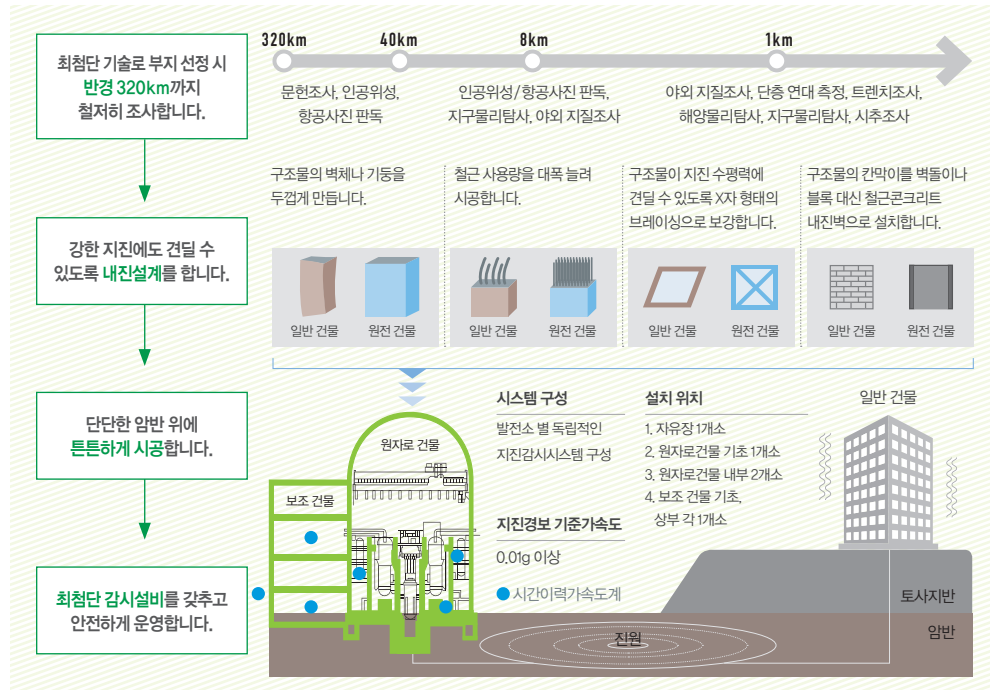 최첨단 기술로 부지 선정 시
반경 320km까지
철저히 조사합니다.
320km
40km
8km
1km
문헌조사, 인공위성,
항공사진 판독
인공위성/항공사진 판독,
지구물리탐사, 야외 지질조사
야외 지질조사, 단층 연대 측정, 트렌치조사,
해양물리탐사, 지구물리탐사, 시추조사
강한 지진에도 견딜 수
있도록 내진설계를 합니다.
구조물의 벽체나 기둥을
두껍게 만듭니다.
일반 건물
원전 건물
철근 사용량을 대폭 늘려
시공합니다.
일반 건물
원전 건물
구조물이 지진 수평력에
견딜 수 있도록 X자 형태의
브레이싱으로 보강합니다.
일반 건물
원전 건물
구조물의 칸막이를 벽돌이나
블록 대신 철근콘크리트
내진벽으로 설치합니다.
일반 건물
원전 건물
단단한 암반 위에
튼튼하게 시공합니다.
최첨단 감시설비를 갖추고
안전하게 운영합니다.
원자로 건물
보조 건물
시스템 구성
발전소 별 독립적인
지진감시시스템 구성
지진경보 기준가속도
0.01g 이상
시간이력가속도계
설치 위치
1. 자유장 1개소
2. 원자로건물 기초 1개소
3. 원자로건물 내부 2개소
4. 보조 건물 기초,
상부 각 1개소
일반 건물
토사지반
암반
진원